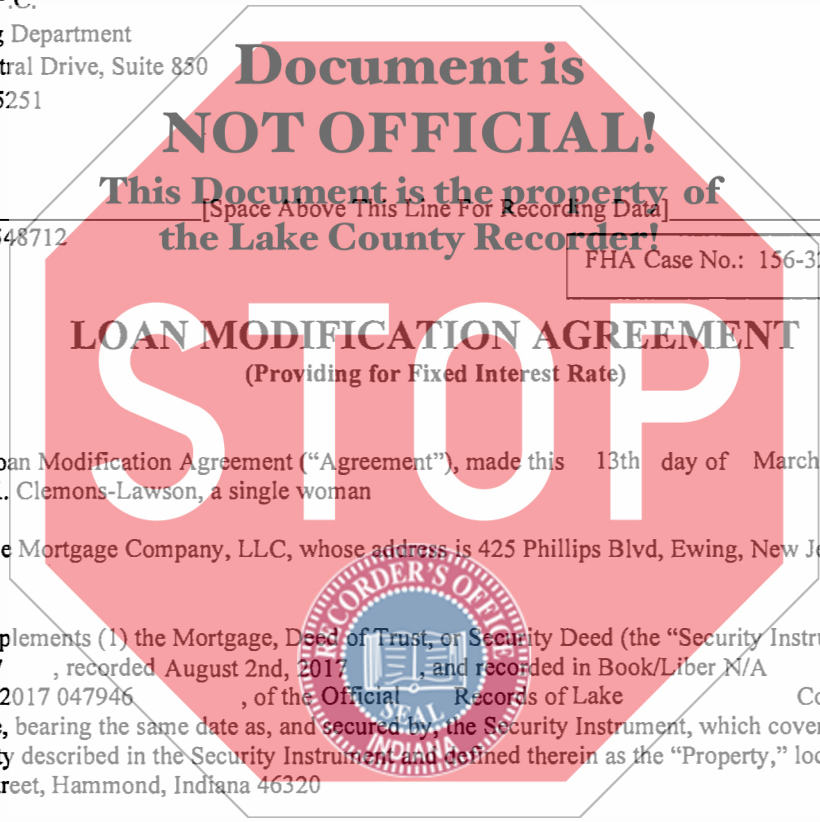 P.C.
g Department
tral Drive, Suite 850
5251
Document is
NOT OFFICIAL!
This Document is the property of
the Lake County Recorder!
[Space Above This Line For Recording Data]
548712
FHA Case No.: 156-32
LOAN MODIFICATION AGREEMENT
(Providing for Fixed Interest Rate)
STOP
oan Modification Agreement (“Agreement”), made this 13th day of March
. Clemons-Lawson, a single woman
e Mortgage Company, LLC, whose address is 425 Phillips Blvd, Ewing, New Je
RECORDER'S OFFICE
SEAL
INDIANA
plements (1) the Mortgage, Deed of Trust, or Security Deed (the “Security Instru
, recorded August 2nd, 2017 , and recorded in Book/Liber N/A
2017 047946 , of the Official Records of Lake Co
e, bearing the same date as, and secured by, the Security Instrument, which cover
ty described in the Security Instrument and defined therein as the “Property,” loc
reet, Hammond, Indiana 46320